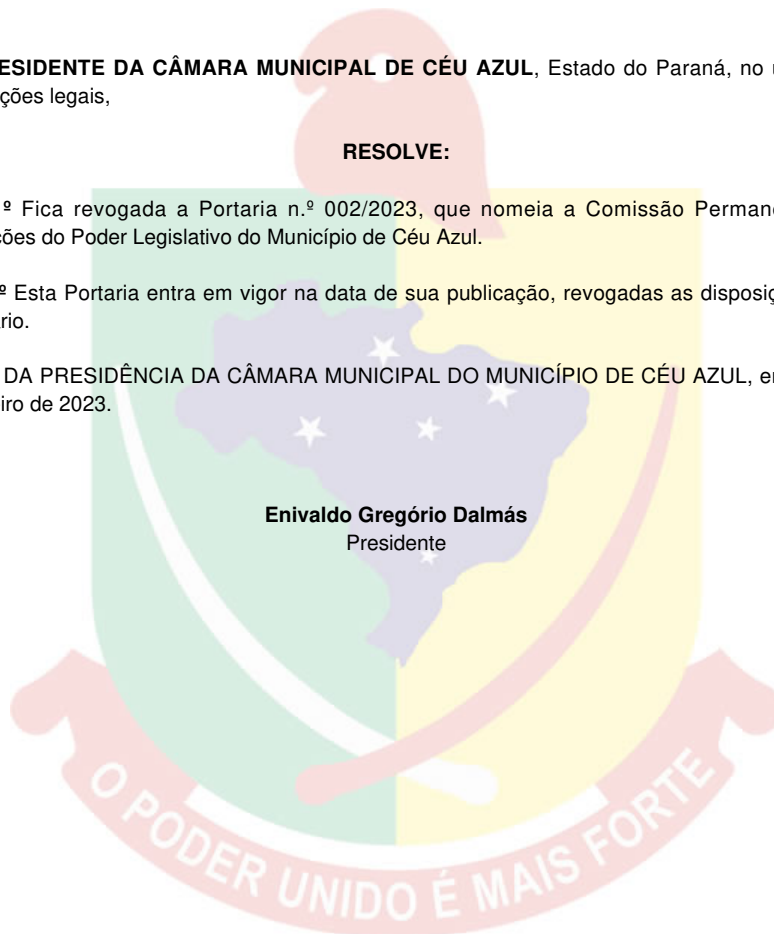 ESIDENTE DA CÂMARA MUNICIPAL DE CÉU AZUL, Estado do Paraná, no u
ções legais,
RESOLVE:
º Fica revogada a Portaria n.º 002/2023, que nomeia a Comissão Perman
ções do Poder Legislativo do Município de Céu Azul.
º Esta Portaria entra em vigor na data de sua publicação, revogadas as disposiç
rio.
DA PRESIDÊNCIA DA CÂMARA MUNICIPAL DO MUNICÍPIO DE CÉU AZUL, e
iro de 2023.
Enivaldo Gregório Dalmás
Presidente
O PODER UNIDO É MAIS FORTE